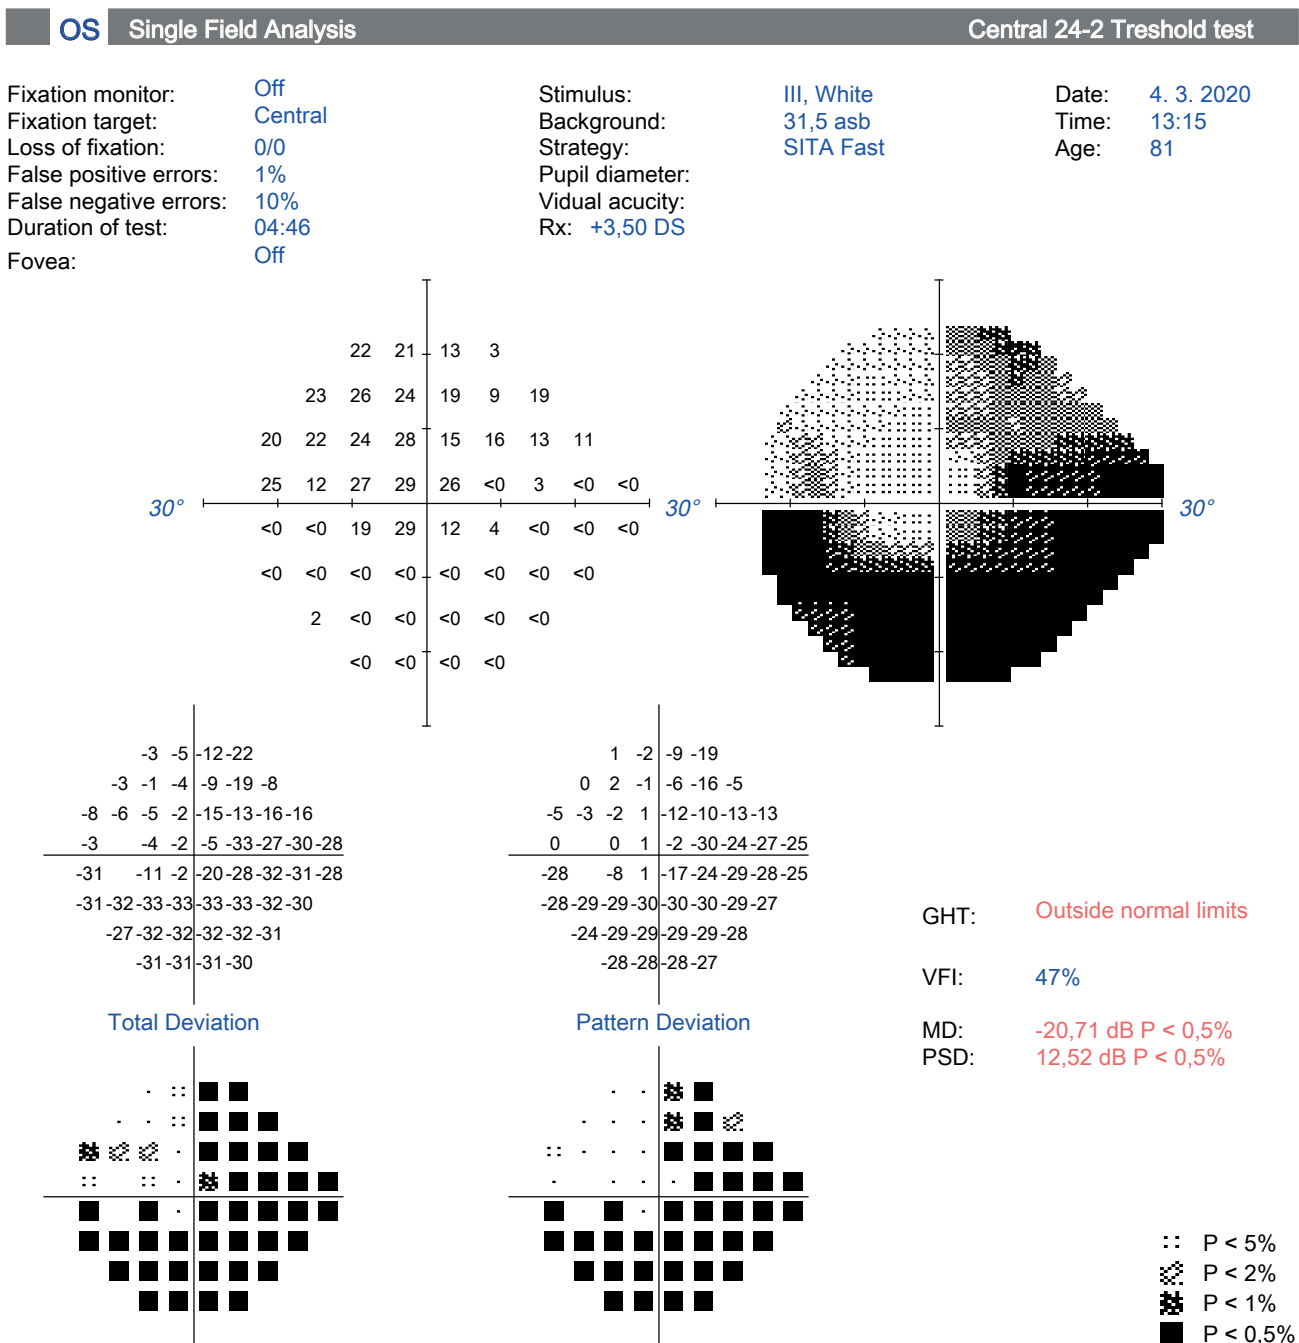 OS Single Field Analysis Central 24-2 Treshold test
Fixation monitor: Off Stimulus: III, White Date: 4. 3. 2020
Fixation target: Central Background: 31,5 asb Time: 13:15
Loss of fixation: 0/0 Strategy: SITA Fast Age: 81
False positive errors: 1% Pupil diameter:
False negative errors: 10% Vidual acucity:
Duration of test: 04:46 Rx: +3,50 DS
Fovea: Off
22 21 13 3
23 26 24 19 9 19
20 22 24 28 15 16 13 11
25 12 27 29 26 <0 3 <0 <0
30° 30° 30°
<0 <0 19 29 12 4 <0 <0 <0
<0 <0 <0 <0 <0 <0 <0 <0
2 <0 <0 <0 <0 <0
<0 <0 <0 <0
-3 -5 -12 -22
-3 -1 -4 -9 -19 -8
-8 -6 -5 -2 -15 -13 -16 -16
-3 -4 -2 -5 -33 -27 -30 -28
-31 -11 -2 -20 -28 -32 -31 -28
-31 -32 -33 -33 -33 -33 -32 -30
-27 -32 -32 -32 -32 -31
-31 -31 -31 -30
Total Deviation
1 -2 -9 -19
0 2 -1 -6 -16 -5
-5 -3 -2 1 -12 -10 -13 -13
0 0 1 -2 -30 -24 -27 -25
-28 -8 1 -17 -24 -29 -28 -25
-28 -29 -29 -30 -30 -30 -29 -27
-24 -29 -29 -29 -29 -28
-28 -28 -28 -27
Pattern Deviation
GHT: Outside normal limits
VFI: 47%
MD: -20,71 dB P < 0,5%
PSD: 12,52 dB P < 0,5%
P < 5%
P < 2%
P < 1%
P < 0,5%